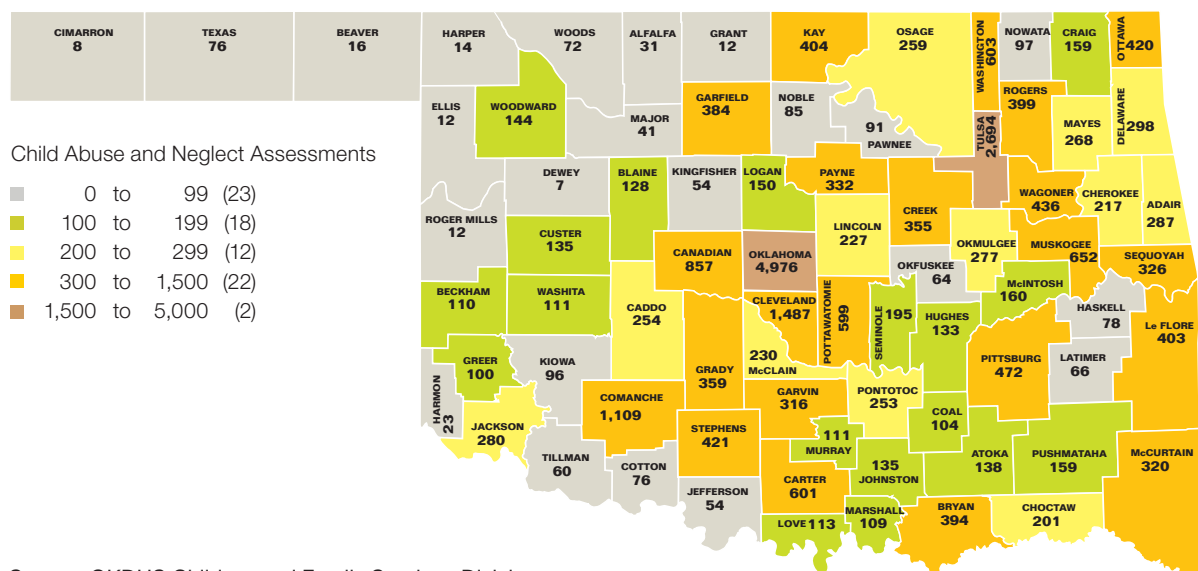 CIMARRON
8
TEXAS
76
BEAVER
16
HARPER
14
WOODS
72
ALFALFA
31
GRANT
12
KAY
404
OSAGE
259
WASHINGTON
603
NOWATA
97
CRAIG
159
OTTAWA
420
ELLIS
12
WOODWARD
144
MAJOR
41
GARFIELD
384
NOBLE
85
91
PAWNEE
TULSA
2,694
ROGERS
399
MAYES
268
DELAWARE
298
Child Abuse and Neglect Assessments
0 to 99 (23)
100 to 199 (18)
200 to 299 (12)
300 to 1,500 (22)
1,500 to 5,000 (2)
DEWEY
7
BLAINE
128
KINGFISHER
54
LOGAN
150
PAYNE
332
CREEK
355
WAGONER
436
CHEROKEE
217
ADAIR
287
ROGER MILLS
12
CUSTER
135
CANADIAN
857
OKLAHOMA
4,976
LINCOLN
227
OKFUSKEE
64
OKMULGEE
277
MUSKOGEE
652
SEQUOYAH
326
BECKHAM
110
WASHITA
111
CADDO
254
CLEVELAND
1,487
POTTAWATOMIE
599
SEMINOLE
195
HUGHES
133
McINTOSH
160
HASKELL
78
Le FLORE
403
GREER
100
KIOWA
96
GRADY
359
230
McCLAIN
PITTSBURG
472
LATIMER
66
HARMON
23
JACKSON
280
COMANCHE
1,109
STEPHENS
421
GARVIN
316
PONTOTOC
253
COAL
104
TILLMAN
60
COTTON
76
111
MURRAY
135
JOHNSTON
ATOKA
138
PUSHMATAHA
159
McCURTAIN
320
JEFFERSON
54
CARTER
601
LOVE 113
MARSHALL
109
BRYAN
394
CHOCTAW
201